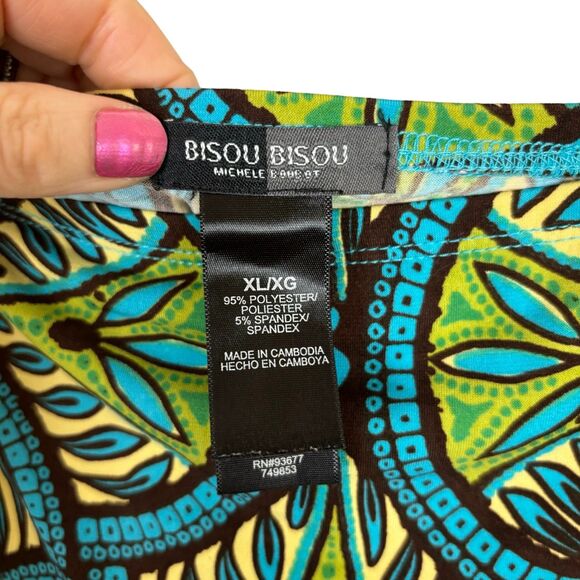 BISOU BISOU
MICHELE BOHBOT
XL/XG
95% POLYESTER/
POLIESTER
5% SPANDEX/
SPANDEX
MADE IN CAMBODIA
HECHO EN CAMBOYA
RN#93677
749853